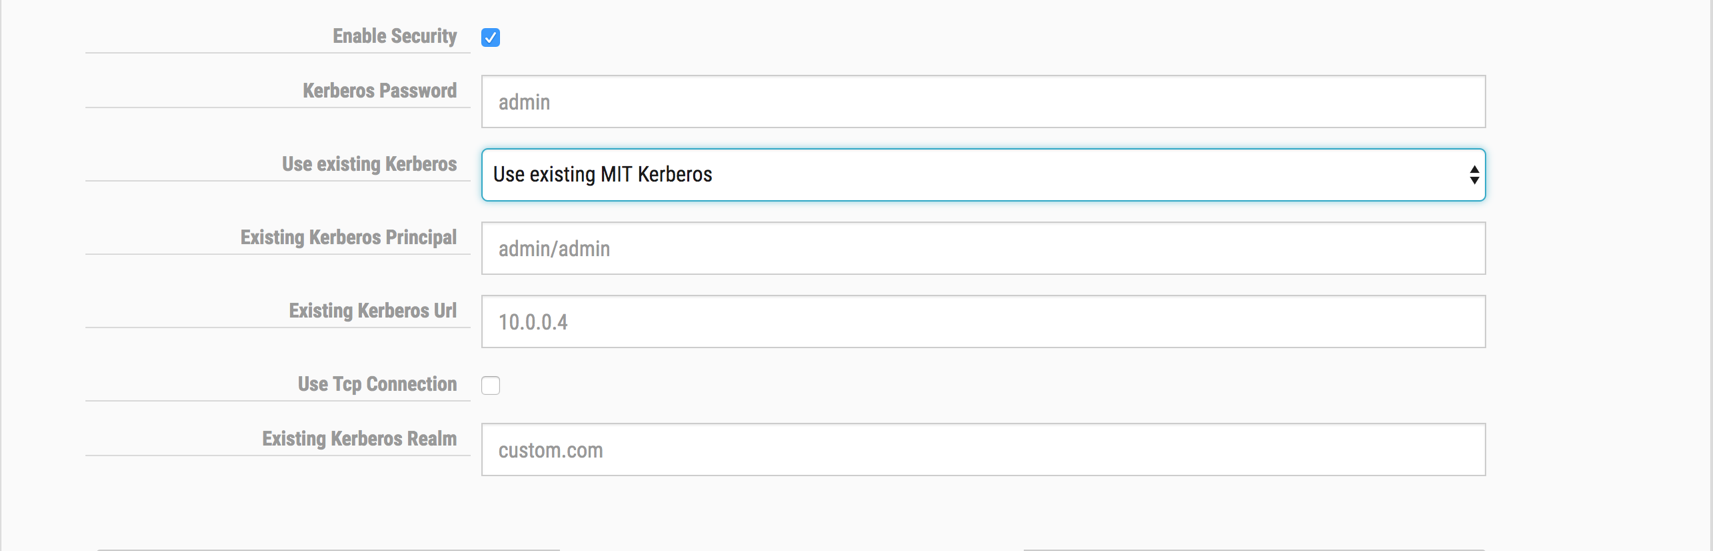 Enable Security
Kerberos Password
admin
Use existing Kerberos
Use existing MIT Kerberos
Existing Kerberos Principal
admin/admin
Existing Kerberos Url
10.0.0.4
Use Tcp Connection
Existing Kerberos Realm
custom.com